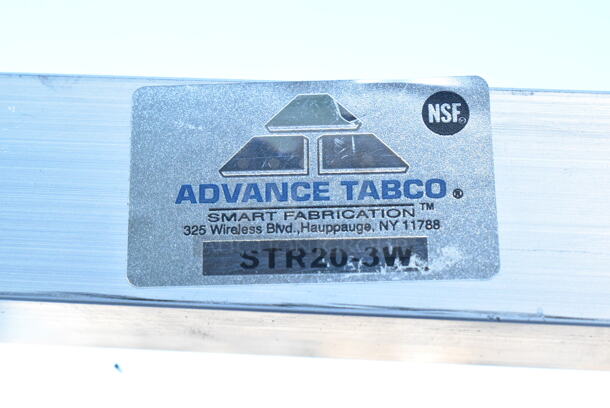 NSF®
ADVANCE TABCO®
SMART FABRICATION™
325 Wireless Blvd.,Hauppauge, NY 11788
STR20-3W